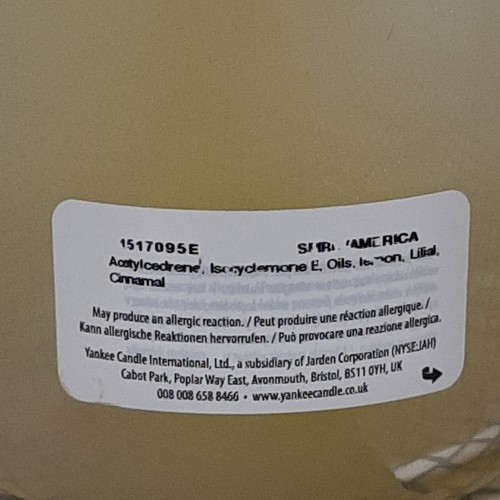 1517095E AMERICA
Acetylcedrene, Isocyclemone E, Oils, lemon, Lilial,
Cinnamal
May produce an allergic reaction. / Peut produire une réaction allergique. /
Kann allergische Reaktionen hervorrufen. / Può provocare una reazione allergica.
Yankee Candle International, Ltd., a subsidiary of Jarden Corporation (NYSE:JAH)
Cabot Park, Poplar Way East, Avonmouth, Bristol, BS11 0YH, UK
008 008 658 8466 • www.yankeecandle.co.uk